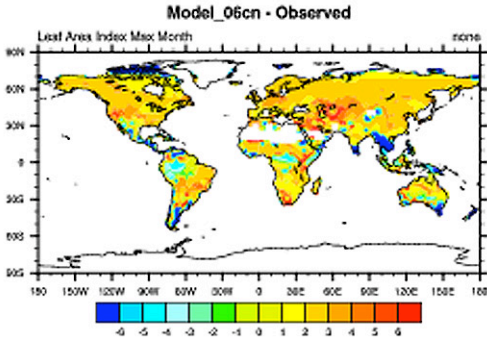 Model_06cn - Observed
Leaf Area Index Max Month none
90N
60N
30N
0
30S
60S
90S
180 150W 120W 90W 60W 30W 0 30E 60E 90E 120E 150E 180
-6 -5 -4 -3 -2 -1 0 1 2 3 4 5 6